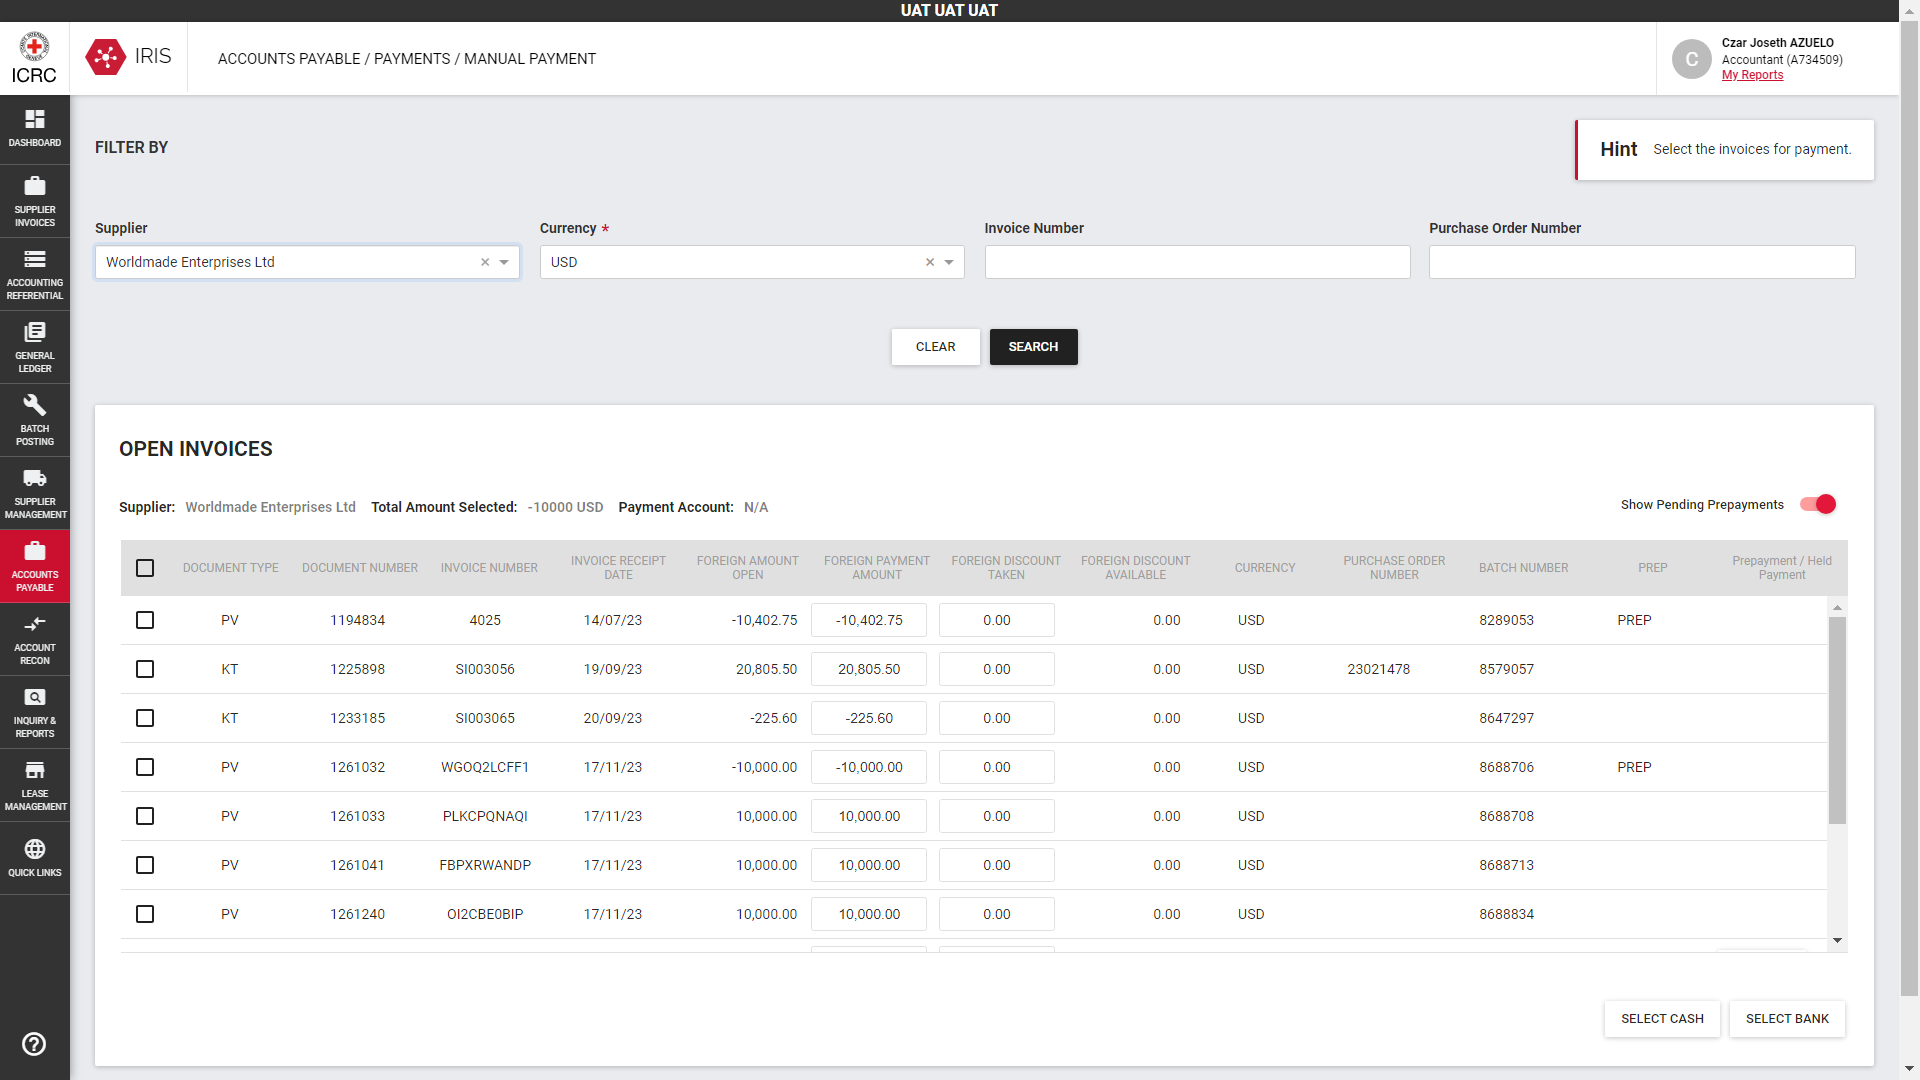 UAT UAT UAT
ICRC
IRIS
ACCOUNTS PAYABLE / PAYMENTS / MANUAL PAYMENT
C
Czar Joseth AZUELO
Accountant (A734509)
My Reports
DASHBOARD
SUPPLIER
INVOICES
ACCOUNTING
REFERENTIAL
GENERAL
LEDGER
BATCH
POSTING
SUPPLIER
MANAGEMENT
ACCOUNTS
PAYABLE
ACCOUNT
RECON
INQUIRY &
REPORTS
LEASE
MANAGEMENT
QUICK LINKS
FILTER BY
Hint Select the invoices for payment.
Supplier Currency * Invoice Number Purchase Order Number
Worldmade Enterprises Ltd × USD ×
CLEAR SEARCH
OPEN INVOICES
Supplier: Worldmade Enterprises Ltd Total Amount Selected: -10000 USD Payment Account: N/A Show Pending Prepayments
DOCUMENT TYPE DOCUMENT NUMBER INVOICE NUMBER INVOICE RECEIPT DATE FOREIGN AMOUNT OPEN FOREIGN PAYMENT AMOUNT FOREIGN DISCOUNT TAKEN FOREIGN DISCOUNT AVAILABLE CURRENCY PURCHASE ORDER NUMBER BATCH NUMBER PREP Prepayment / Held Payment
PV 1194834 4025 14/07/23 -10,402.75 -10,402.75 0.00 0.00 USD 8289053 PREP
KT 1225898 SI003056 19/09/23 20,805.50 20,805.50 0.00 0.00 USD 23021478 8579057
KT 1233185 SI003065 20/09/23 -225.60 -225.60 0.00 0.00 USD 8647297
PV 1261032 WGOQ2LCFF1 17/11/23 -10,000.00 -10,000.00 0.00 0.00 USD 8688706 PREP
PV 1261033 PLKCPQNAQI 17/11/23 10,000.00 10,000.00 0.00 0.00 USD 8688708
PV 1261041 FBPXRWANDP 17/11/23 10,000.00 10,000.00 0.00 0.00 USD 8688713
PV 1261240 OI2CBE0BIP 17/11/23 10,000.00 10,000.00 0.00 0.00 USD 8688834
SELECT CASH SELECT BANK